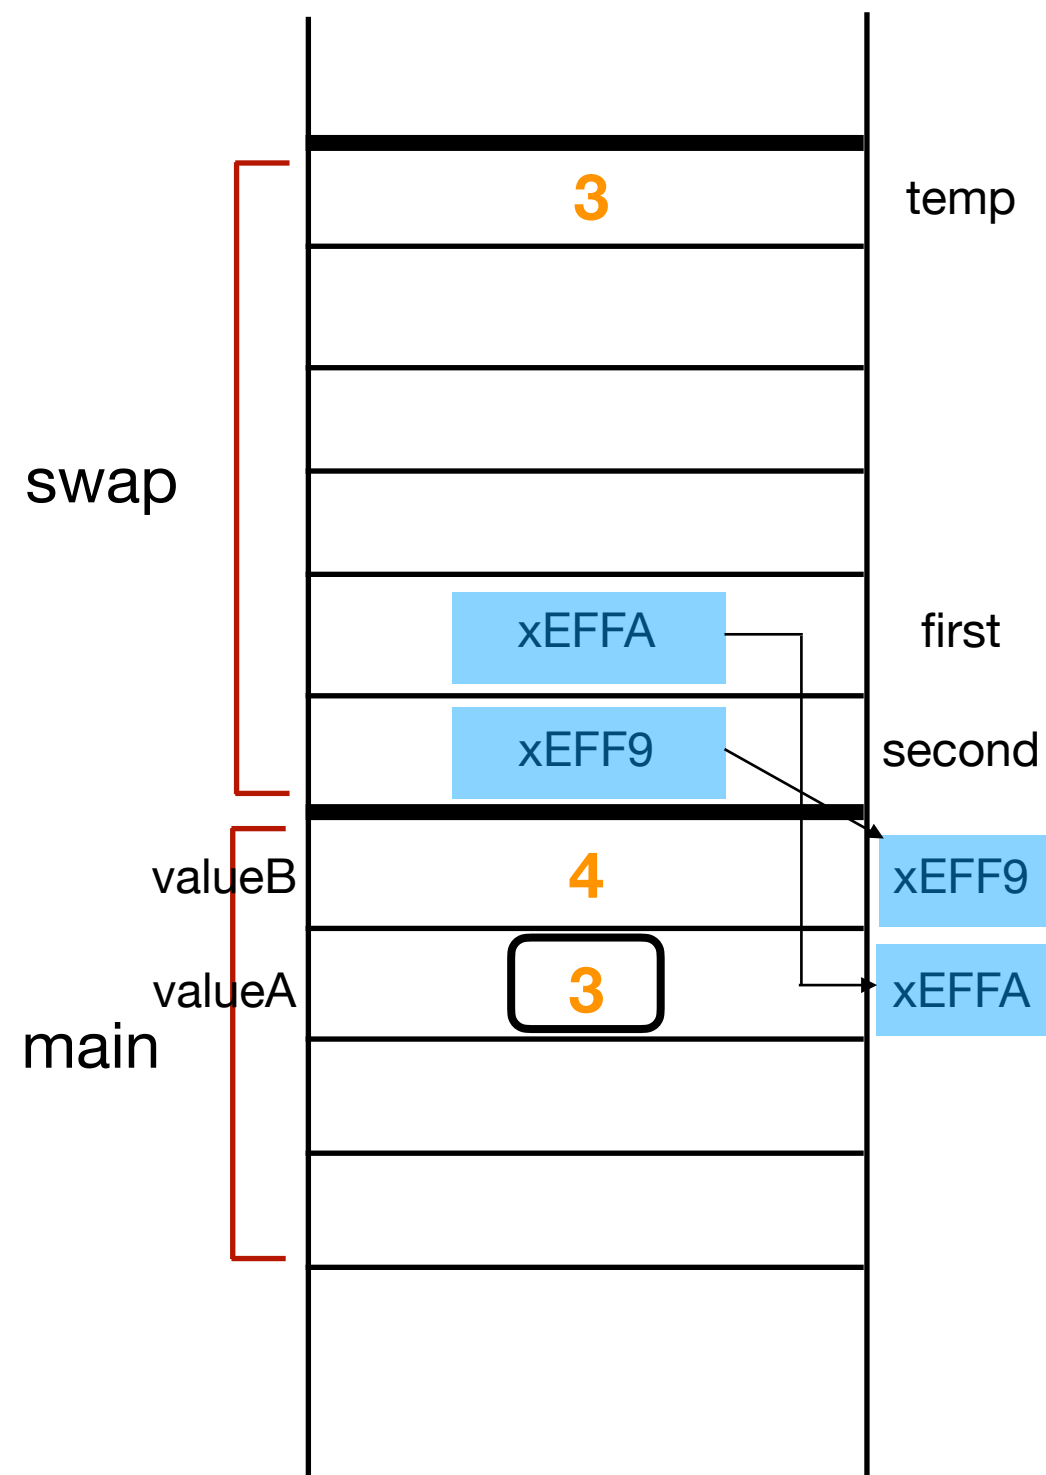 3
temp
swap
xEFFA
first
xEFF9
second
valueB
4
xEFF9
valueA
3
xEFFA
main